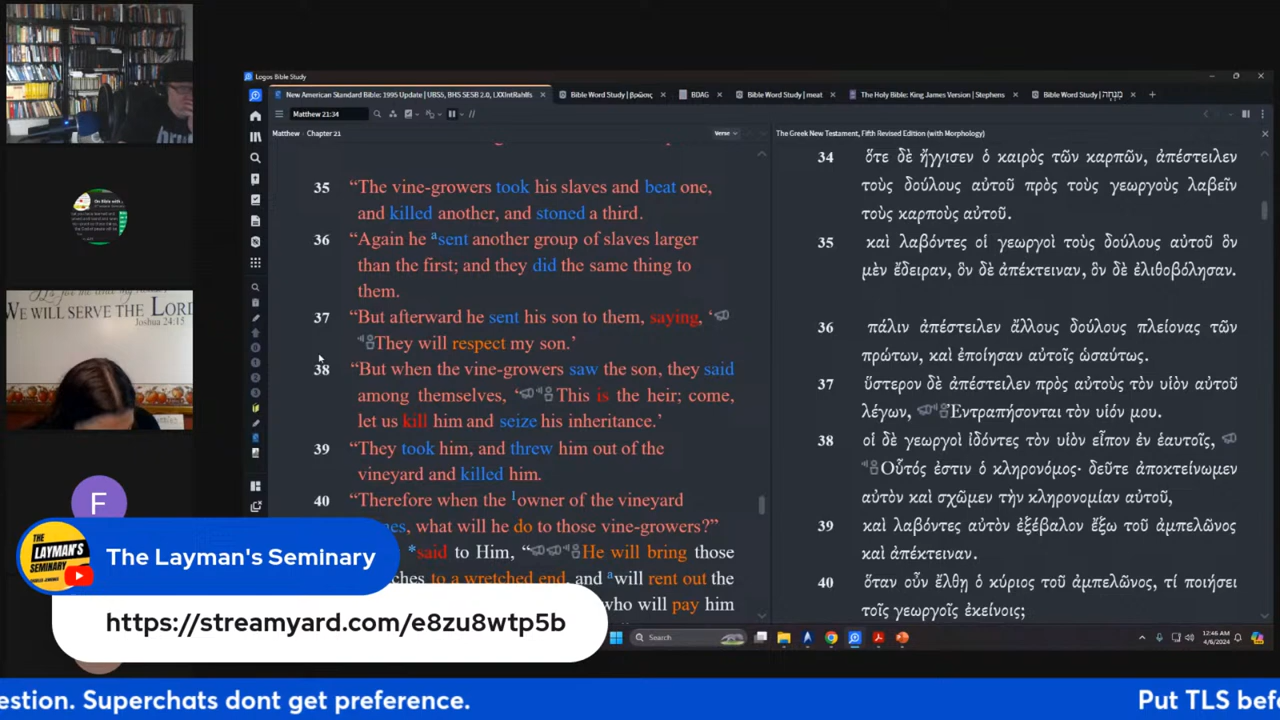 WE WILL SERVE THE LORD
Joshua 24:15
F
The Layman's Seminary
https://streamyard.com/e8zu8wtp5b
estion. Superchats dont get preference.
Put TLS befo
Logos Bible Study
New American Standard Bible: 1995 Update | UBS5, BHS SESB 2.0, LXXIntRahlfs
Bible Word Study | βρῶσις
BDAG
Bible Word Study | meat
The Holy Bible: King James Version | Stephens
Bible Word Study | מִנְחָה
Matthew 21:34
Matthew › Chapter 21
Verse
35 “The vine-growers took his slaves and beat one,
and killed another, and stoned a third.
36 “Again he ᵃsent another group of slaves larger
than the first; and they did the same thing to
them.
37 “But afterward he sent his son to them, saying, ‘
They will respect my son.’
38 “But when the vine-growers saw the son, they said
among themselves, ‘This is the heir; come,
let us kill him and seize his inheritance.’
39 “They took him, and threw him out of the
vineyard and killed him.
40 “Therefore when the ¹owner of the vineyard
mes, what will he do to those vine-growers?”
*said to Him, “He will bring those
ches to a wretched end, and ᵃwill rent out the
who will pay him
The Greek New Testament, Fifth Revised Edition (with Morphology)
34 ὅτε δὲ ἤγγισεν ὁ καιρὸς τῶν καρπῶν, ἀπέστειλεν
τοὺς δούλους αὐτοῦ πρὸς τοὺς γεωργοὺς λαβεῖν
τοὺς καρποὺς αὐτοῦ.
35 καὶ λαβόντες οἱ γεωργοὶ τοὺς δούλους αὐτοῦ ὃν
μὲν ἔδειραν, ὃν δὲ ἀπέκτειναν, ὃν δὲ ἐλιθοβόλησαν.
36 πάλιν ἀπέστειλεν ἄλλους δούλους πλείονας τῶν
πρώτων, καὶ ἐποίησαν αὐτοῖς ὡσαύτως.
37 ὕστερον δὲ ἀπέστειλεν πρὸς αὐτοὺς τὸν υἱὸν αὐτοῦ
λέγων, Ἐντραπήσονται τὸν υἱόν μου.
38 οἱ δὲ γεωργοὶ ἰδόντες τὸν υἱὸν εἶπον ἐν ἑαυτοῖς,
Οὗτός ἐστιν ὁ κληρονόμος· δεῦτε ἀποκτείνωμεν
αὐτὸν καὶ σχῶμεν τὴν κληρονομίαν αὐτοῦ,
39 καὶ λαβόντες αὐτὸν ἐξέβαλον ἔξω τοῦ ἀμπελῶνος
καὶ ἀπέκτειναν.
40 ὅταν οὖν ἔλθῃ ὁ κύριος τοῦ ἀμπελῶνος, τί ποιήσει
τοῖς γεωργοῖς ἐκείνοις;
Search
12:46 AM
4/6/2024